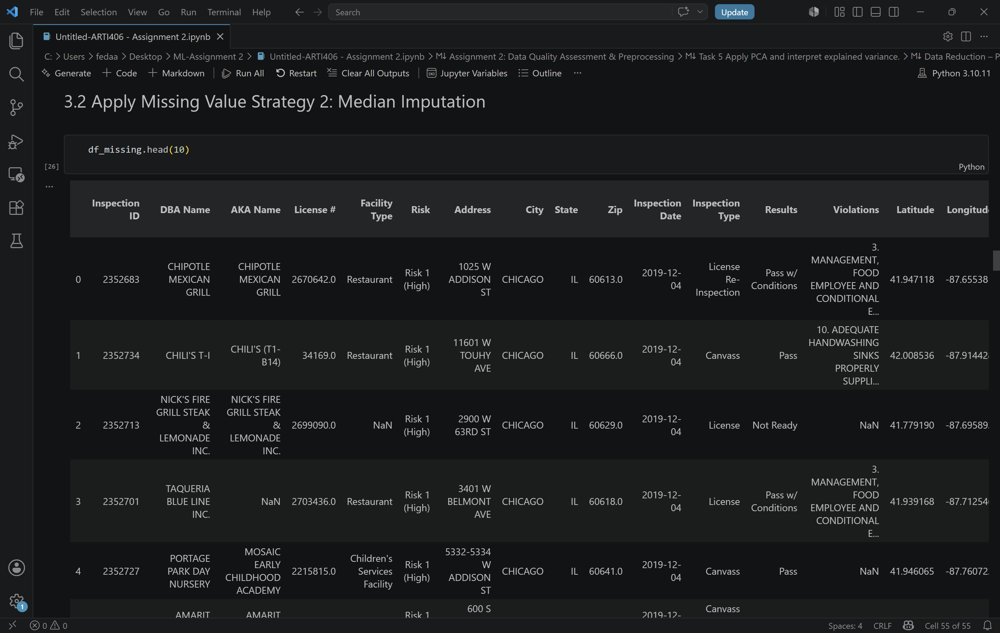 File Edit Selection View Go Run Terminal Help Search Update
Untitled-ARTI406 - Assignment 2.ipynb
C: > Users > fedaa > Desktop > ML-Assignment 2 > Untitled-ARTI406 - Assignment 2.ipynb > M↓ Assignment 2: Data Quality Assessment & Preprocessing > M↓ Task 5 Apply PCA and interpret explained variance. > M↓ Data Reduction – P
Generate + Code + Markdown Run All Restart Clear All Outputs Jupyter Variables Outline ... Python 3.10.11
3.2 Apply Missing Value Strategy 2: Median Imputation
df_missing.head(10)
[26]
Python
...
Inspection ID DBA Name AKA Name License # Facility Type Risk Address City State Zip Inspection Date Inspection Type Results Violations Latitude Longitud
0 2352683 CHIPOTLE MEXICAN GRILL CHIPOTLE MEXICAN GRILL 2670642.0 Restaurant Risk 1 (High) 1025 W ADDISON ST CHICAGO IL 60613.0 2019-12-04 License Re-Inspection Pass w/ Conditions 3. MANAGEMENT, FOOD EMPLOYEE AND CONDITIONAL E... 41.947118 -87.65538
1 2352734 CHILI'S T-I CHILI'S (T1-B14) 34169.0 Restaurant Risk 1 (High) 11601 W TOUHY AVE CHICAGO IL 60666.0 2019-12-04 Canvass Pass 10. ADEQUATE HANDWASHING SINKS PROPERLY SUPPLI... 42.008536 -87.914428
2 2352713 NICK'S FIRE GRILL STEAK & LEMONADE INC. NICK'S FIRE GRILL STEAK & LEMONADE INC. 2699090.0 NaN Risk 1 (High) 2900 W 63RD ST CHICAGO IL 60629.0 2019-12-04 License Not Ready NaN 41.779190 -87.69589
3 2352701 TAQUERIA BLUE LINE INC. NaN 2703436.0 Restaurant Risk 1 (High) 3401 W BELMONT AVE CHICAGO IL 60618.0 2019-12-04 License Pass w/ Conditions 3. MANAGEMENT, FOOD EMPLOYEE AND CONDITIONAL E... 41.939168 -87.71254
4 2352727 PORTAGE PARK DAY NURSERY MOSAIC EARLY CHILDHOOD ACADEMY 2215815.0 Children's Services Facility Risk 1 (High) 5332-5334 W ADDISON ST CHICAGO IL 60641.0 2019-12-04 Canvass Pass NaN 41.946065 -87.76072
AMARIT AMARIT Risk 1 600 S 2019-12- Canvass
1
0 0 Spaces: 4 CRLF Cell 55 of 55